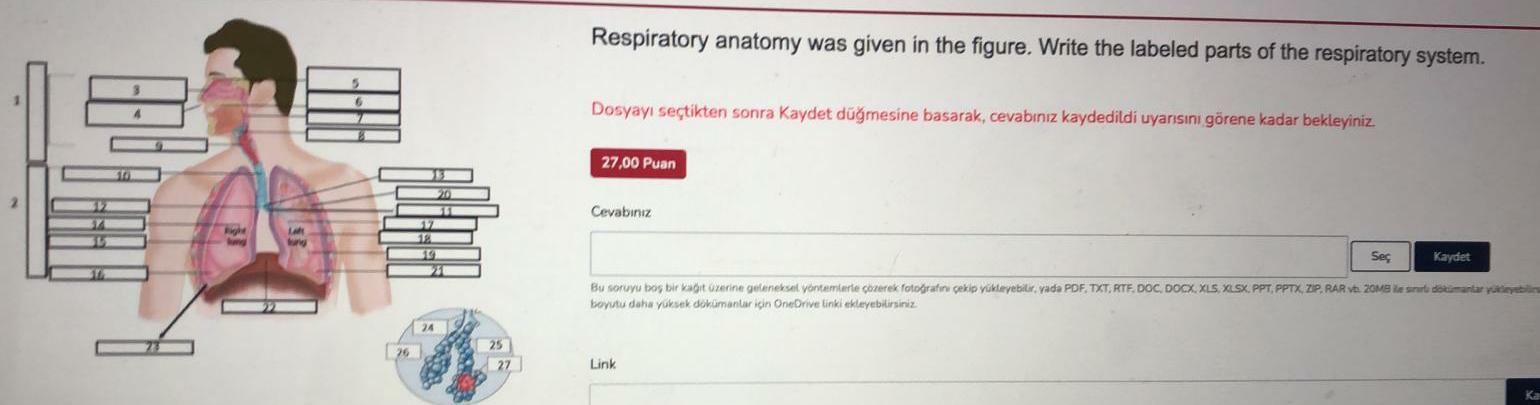 Respiratory anatomy was given in the figure. Write the labeled parts of the respiratory system.
Dosyayı seçtikten sonra Kaydet düğmesine basarak, cevabınız kaydedildi uyarısını görene kadar bekleyiniz.
27,00 Puan
Cevabınız
Seç
Kaydet
Bu soruyu boş bir kağıt üzerine geleneksel yöntemlerle çözerek fotoğrafını çekip yükleyebilir, yada PDF, TXT, RTF, DOC, DOCX, XLS, XLSX, PPT, PPTX, ZIP, RAR vb. 20MB ile sınırlı dökümanlar
boyutu daha yüksek dökümanlar için OneDrive linki ekleyebilirsiniz.
Link
1
2
3
4
5
6
7
8
9
10
12
14
15
16
13
20
11
17
18
19
21
Right lung
Left lung
22
23
24
25
26
27